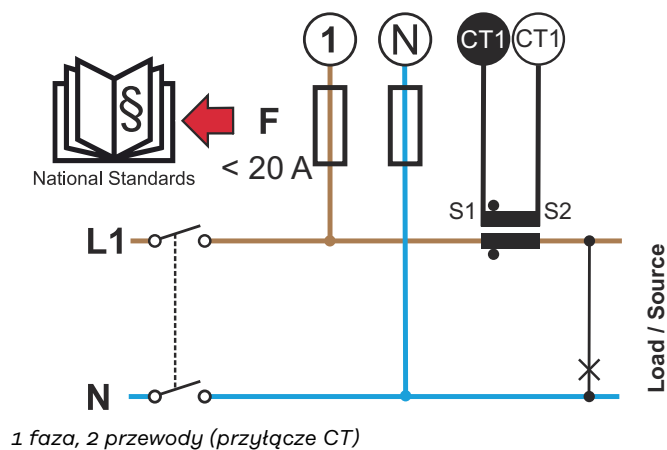 1 N CT1 CT1
§
F
National Standards
< 20 A
S1 S2
L1
Load / Source
N
1 faza, 2 przewody (przyłącze CT)